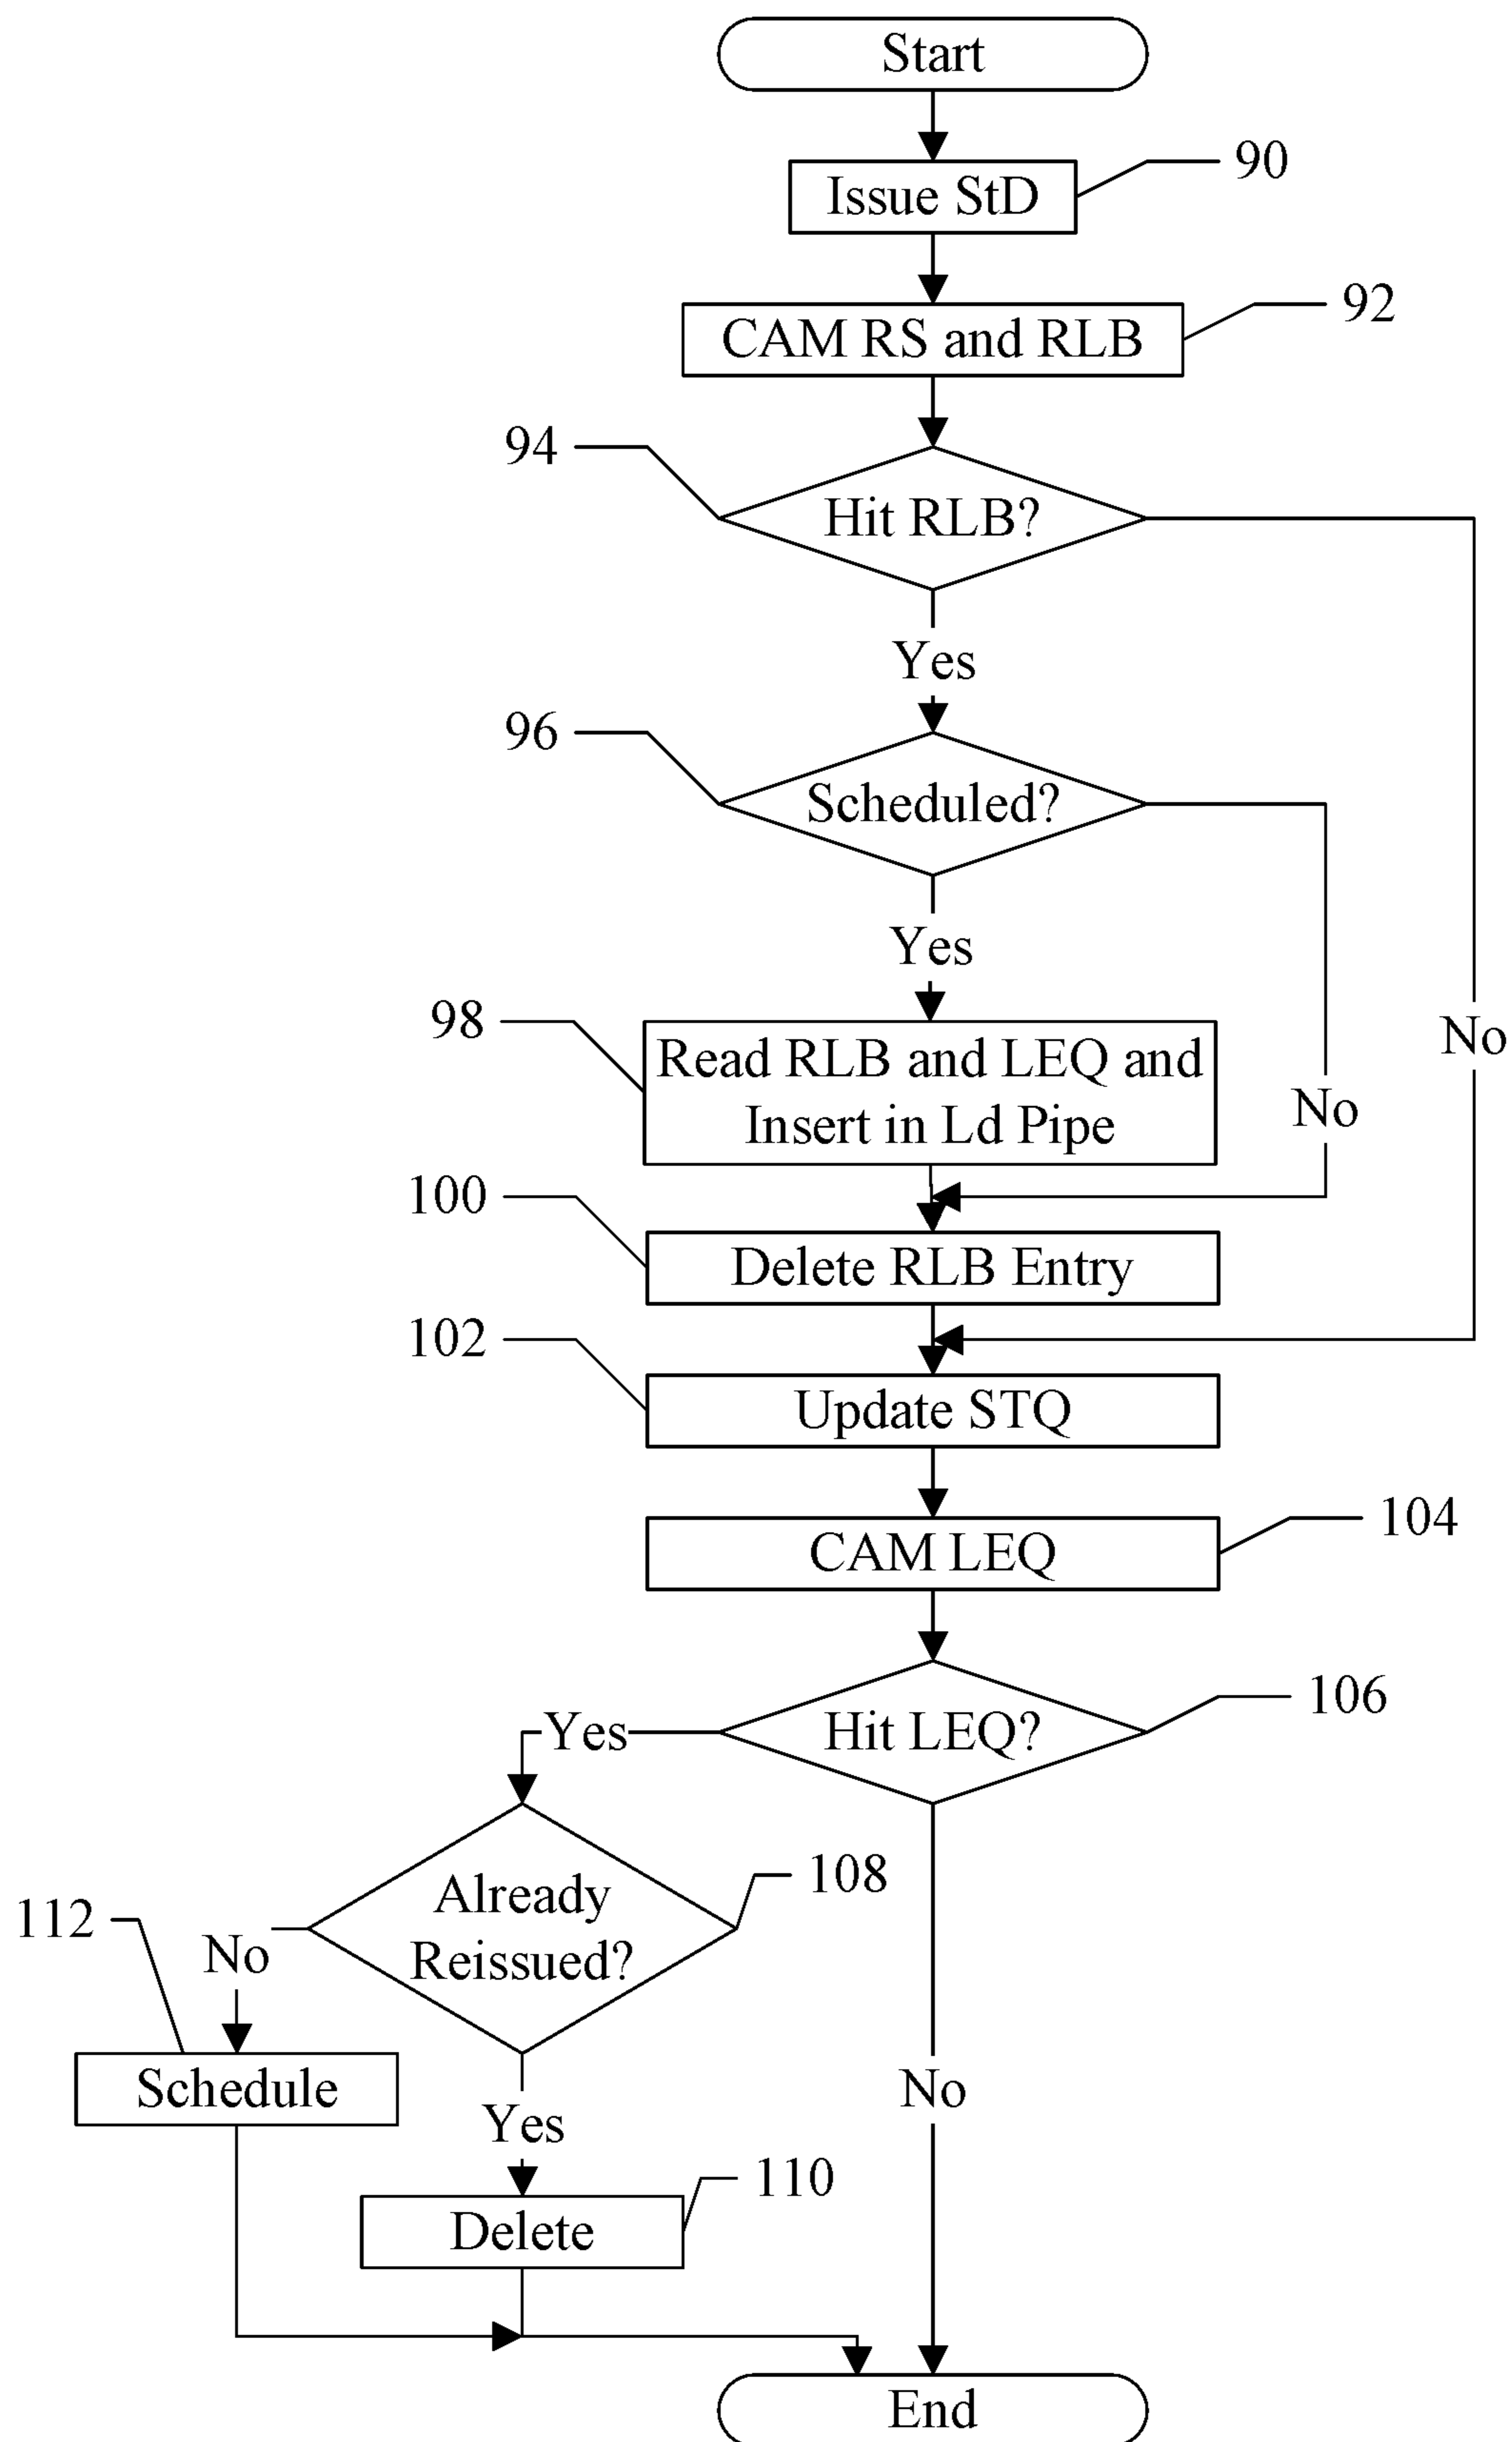 Start
90
Issue StD
92
CAM RS and RLB
94
Hit RLB?
Yes
96
Scheduled?
Yes
98
Read RLB and LEQ and
Insert in Ld Pipe
No
No
100
Delete RLB Entry
102
Update STQ
104
CAM LEQ
106
Hit LEQ?
Yes
108
Already
Reissued?
112
No
Schedule
Yes
No
110
Delete
End